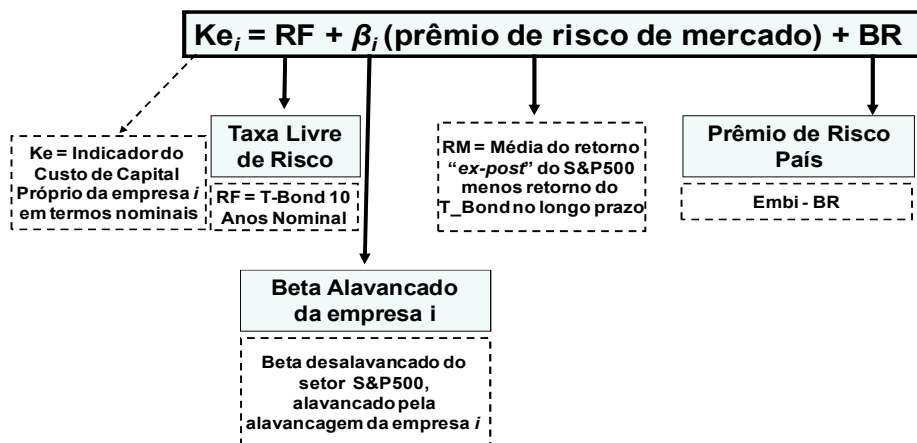 Ke i = RF + β i (prêmio de risco de mercado) + BR
Ke = Indicador do
Custo de Capital
Próprio da empresa i
em termos nominais
Taxa Livre
de Risco
RF = T-Bond 10
Anos Nominal
RM = Média do retorno
“ex-post” do S&P500
menos retorno do
T_Bond no longo prazo
Prêmio de Risco
País
Embi - BR
Beta Alavancado
da empresa i
Beta desalavancado do
setor S&P500,
alavancado pela
alavancagem da empresa i